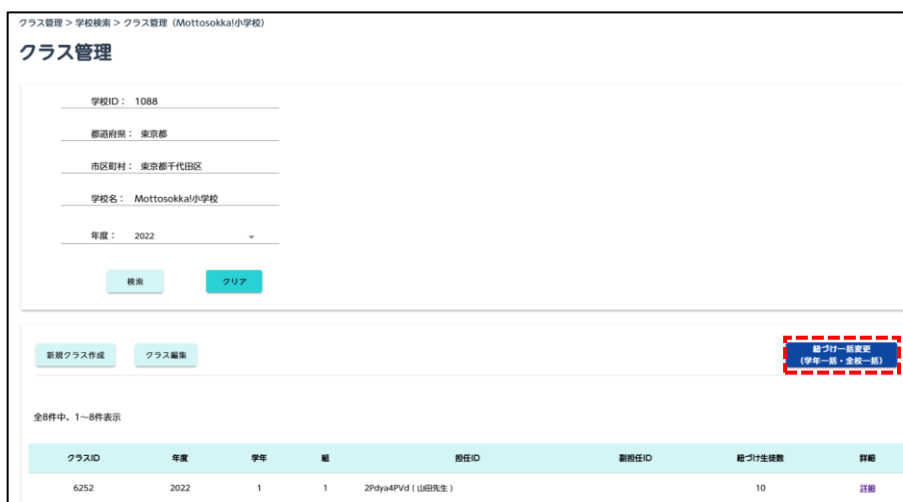 クラス管理 > 学校検索 > クラス管理（Mottosokka!小学校）
クラス管理
学校ID： 1088
都道府県： 東京都
市区町村： 東京都千代田区
学校名： Mottosokka!小学校
年度： 2022
検索 クリア
新規クラス作成 クラス編集 紐づけ一括変更
（学年一括・全校一括）
全8件中、1〜8件表示
クラスID 年度 学年 組 担任ID 副担任ID 紐づけ生徒数 詳細
6252 2022 1 1 2Pdya4PVd ( 山田先生 ) 10 詳細